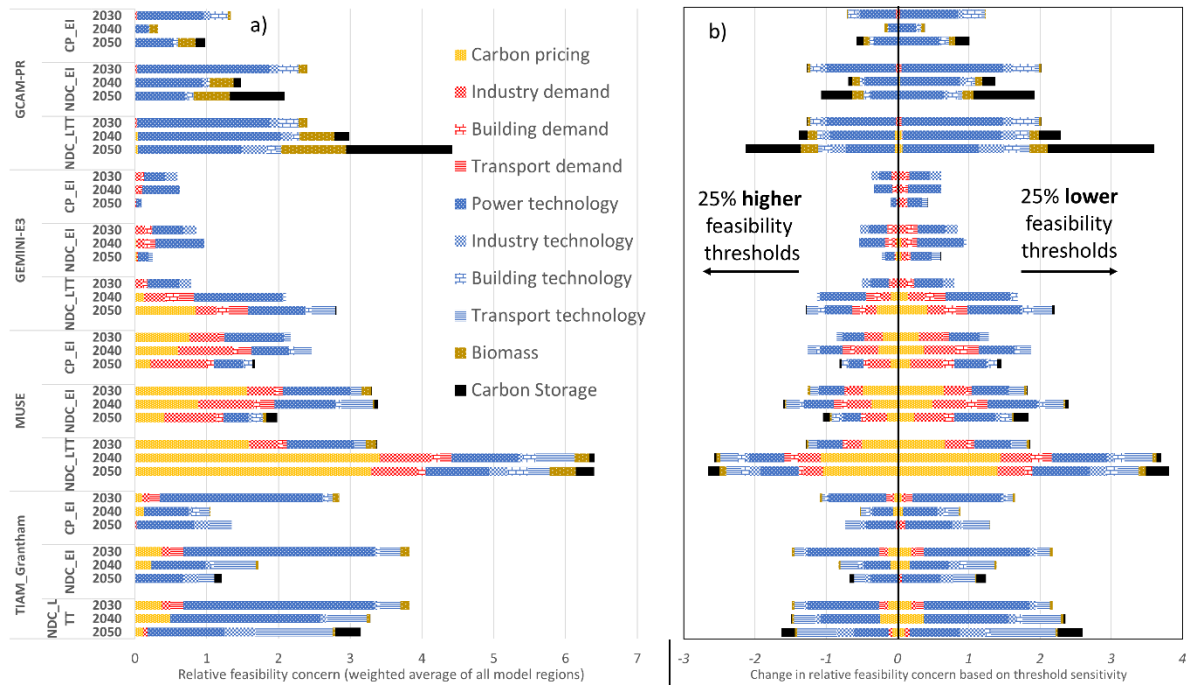 a)
GCAM-PR
CP_EI
2030
2040
2050
NDC_EI
2030
2040
2050
NDC_LTT
2030
2040
2050
GEMINI-E3
CP_EI
2030
2040
2050
NDC_EI
2030
2040
2050
NDC_LTT
2030
2040
2050
MUSE
CP_EI
2030
2040
2050
NDC_EI
2030
2040
2050
NDC_LTT
2030
2040
2050
TIAM_Grantham
CP_EI
2030
2040
2050
NDC_EI
2030
2040
2050
NDC_L
TT
2030
2040
2050
Carbon pricing
Industry demand
Building demand
Transport demand
Power technology
Industry technology
Building technology
Transport technology
Biomass
Carbon Storage
0 1 2 3 4 5 6 7
Relative feasibility concern (weighted average of all model regions)
b)
25% higher
feasibility
thresholds
25% lower
feasibility
thresholds
-3 -2 -1 0 1 2 3 4
Change in relative feasibility concern based on threshold sensitivity